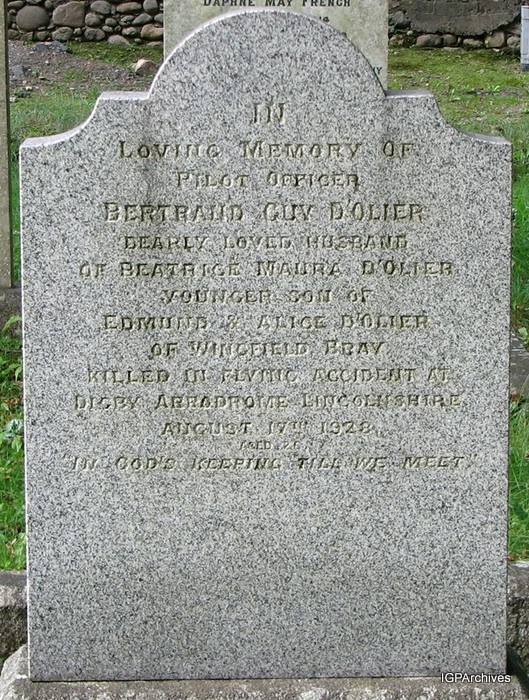 DAPHNE MAY FRENCH
IN
LOVING MEMORY OF
PILOT OFFICER
BERTRAND GUY D'OLIER
DEARLY LOVED HUSBAND
OF BEATRICE MAURA D'OLIER
YOUNGER SON OF
EDMUND & ALICE D'OLIER
OF WINGFIELD BRAY
KILLED IN FLYING ACCIDENT AT
DIGBY AERODROME LINCOLNSHIRE
AUGUST 17TH 1928
AGED
"IN GOD'S KEEPING TILL WE MEET."
IGPArchives